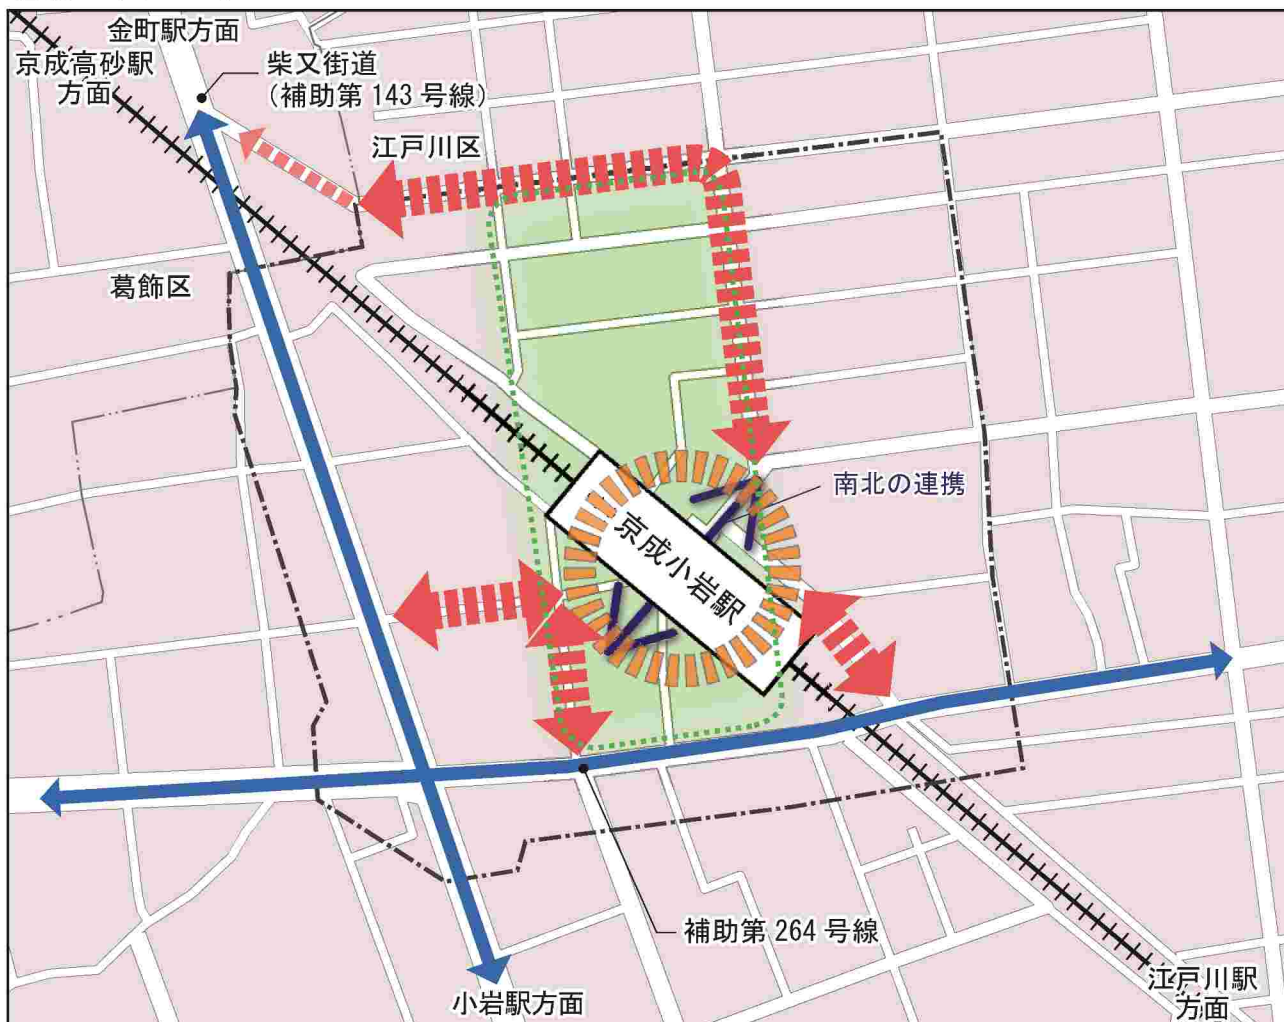 金町駅方面
京成高砂駅
方面
柴又街道
(補助第 143 号線)
江戸川区
葛飾区
南北の連携
京成小岩駅
補助第 264 号線
小岩駅方面
江戸川駅
方面